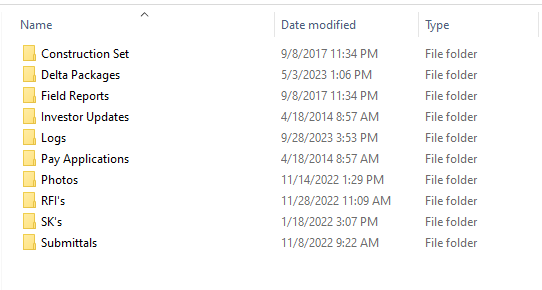 Name Date modified Type
Construction Set 9/8/2017 11:34 PM File folder
Delta Packages 5/3/2023 1:06 PM File folder
Field Reports 9/8/2017 11:34 PM File folder
Investor Updates 4/18/2014 8:57 AM File folder
Logs 9/28/2023 3:53 PM File folder
Pay Applications 4/18/2014 8:57 AM File folder
Photos 11/14/2022 1:29 PM File folder
RFI's 11/28/2022 11:09 AM File folder
SK's 1/18/2022 3:07 PM File folder
Submittals 11/8/2022 9:22 AM File folder